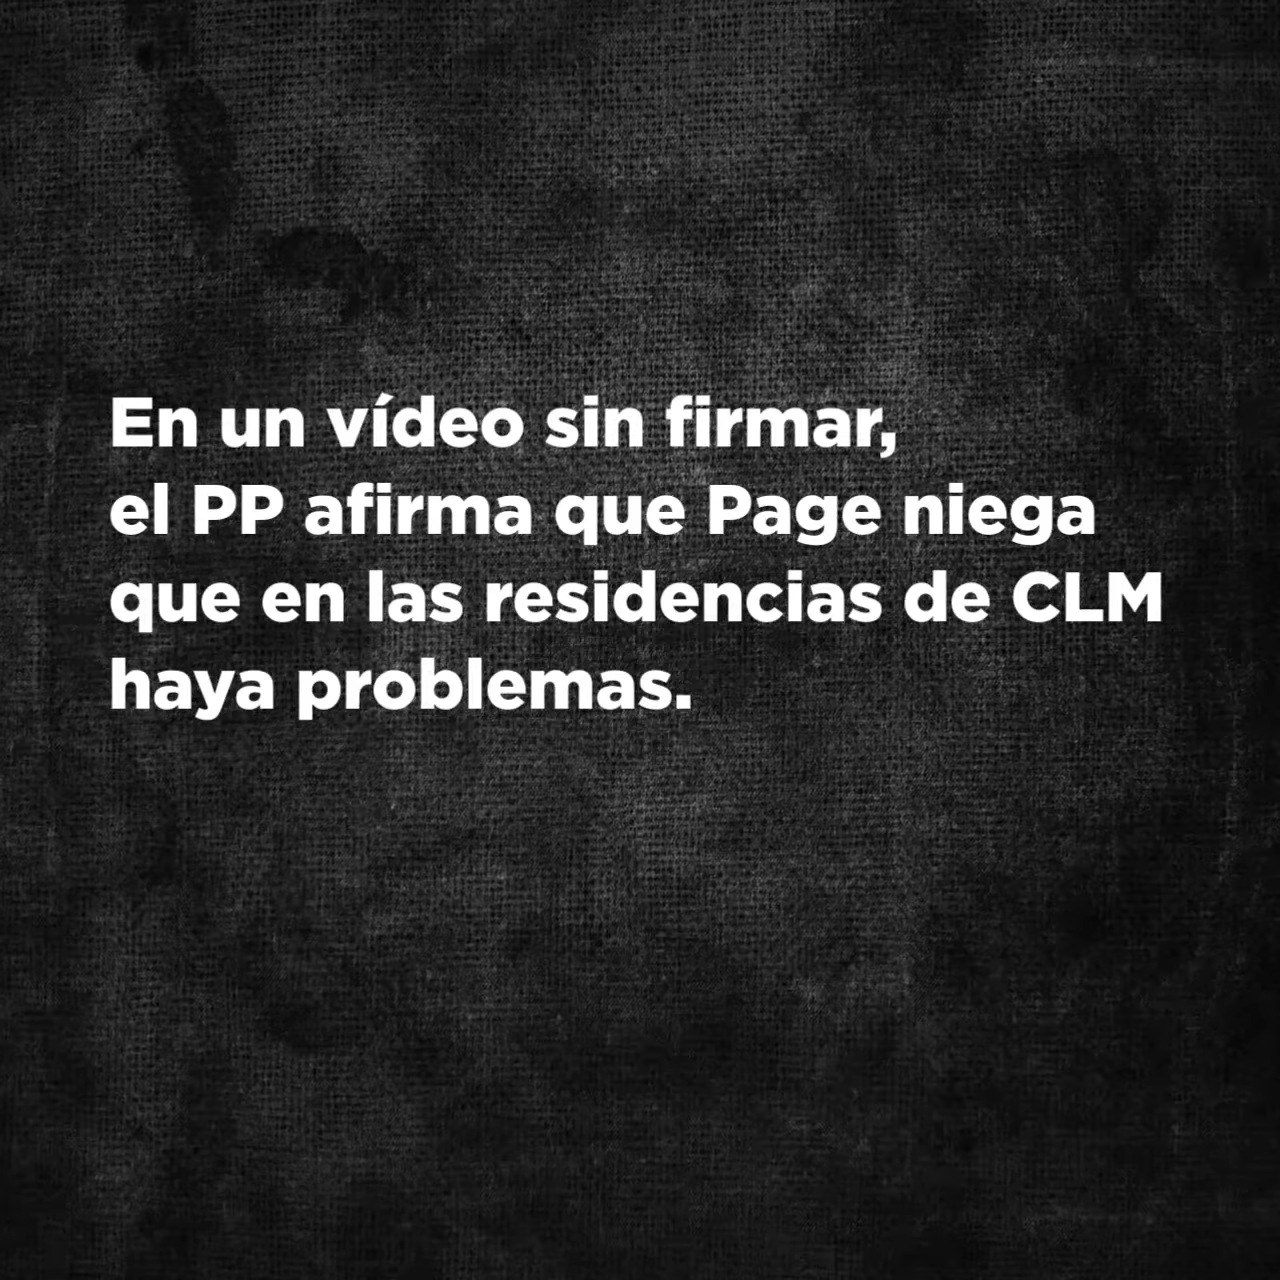 En un vídeo sin firmar,
el PP afirma que Page niega
que en las residencias de CLM
haya problemas.